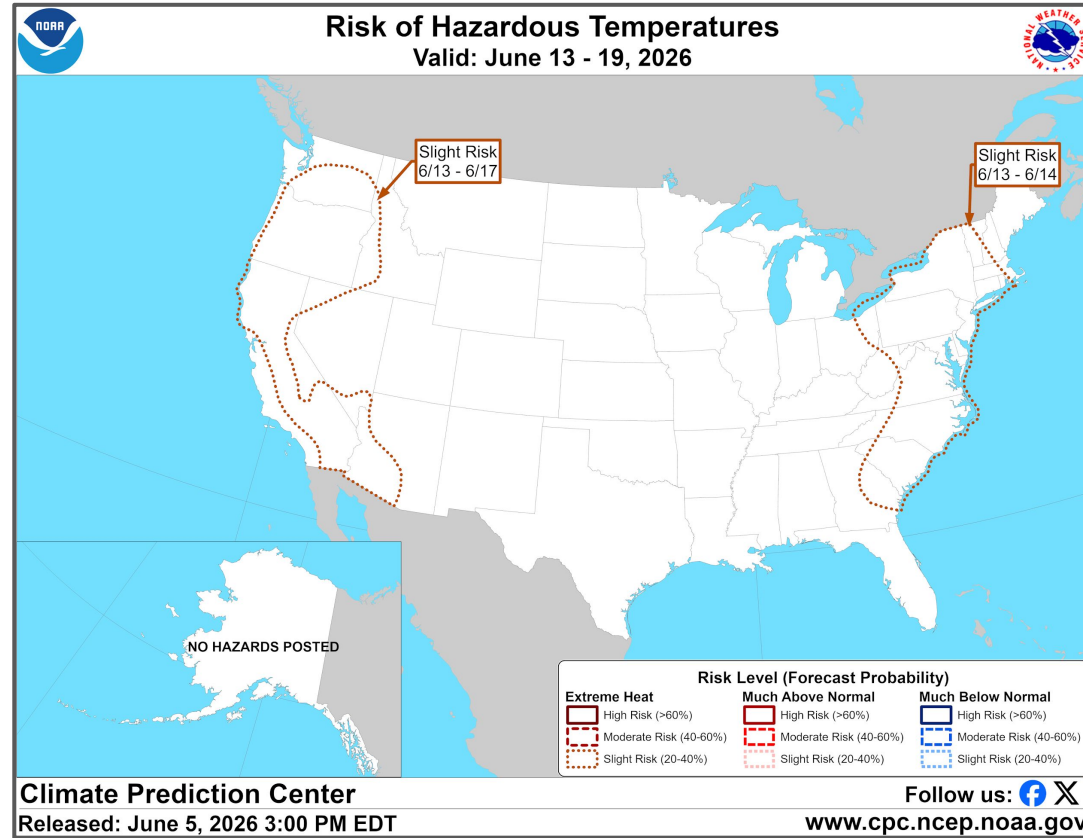 NOAA
Risk of Hazardous Temperatures
Valid: June 13 - 19, 2026
NATIONAL WEATHER SERVICE
Slight Risk
6/13 - 6/17
Slight Risk
6/13 - 6/14
NO HAZARDS POSTED
Risk Level (Forecast Probability)
Extreme Heat
High Risk (>60%)
Moderate Risk (40-60%)
Slight Risk (20-40%)
Much Above Normal
High Risk (>60%)
Moderate Risk (40-60%)
Slight Risk (20-40%)
Much Below Normal
High Risk (>60%)
Moderate Risk (40-60%)
Slight Risk (20-40%)
Climate Prediction Center
Follow us:
Released: June 5, 2026 3:00 PM EDT
www.cpc.ncep.noaa.gov